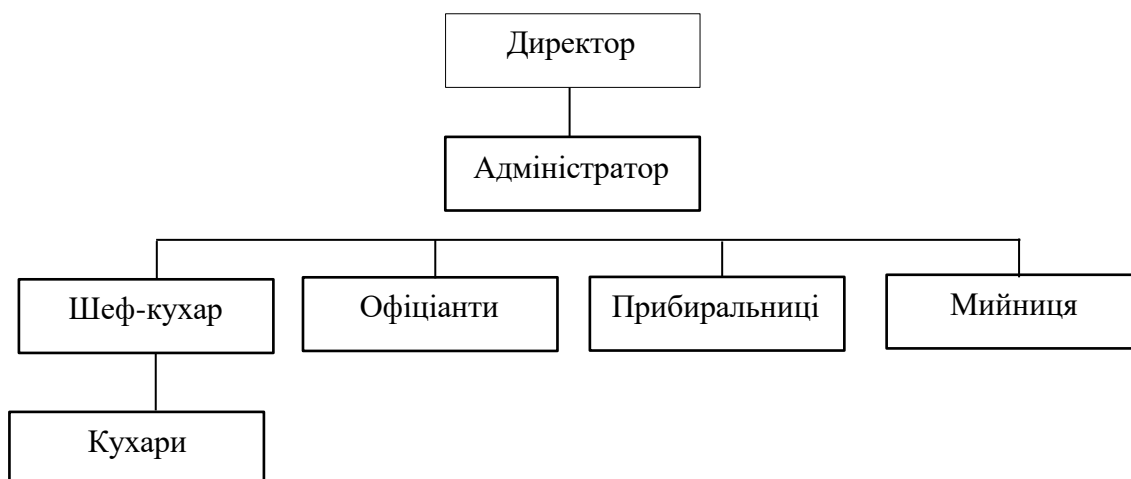 Директор
Адміністратор
Шеф-кухар
Офіціанти
Прибиральниці
Мийниця
Кухари